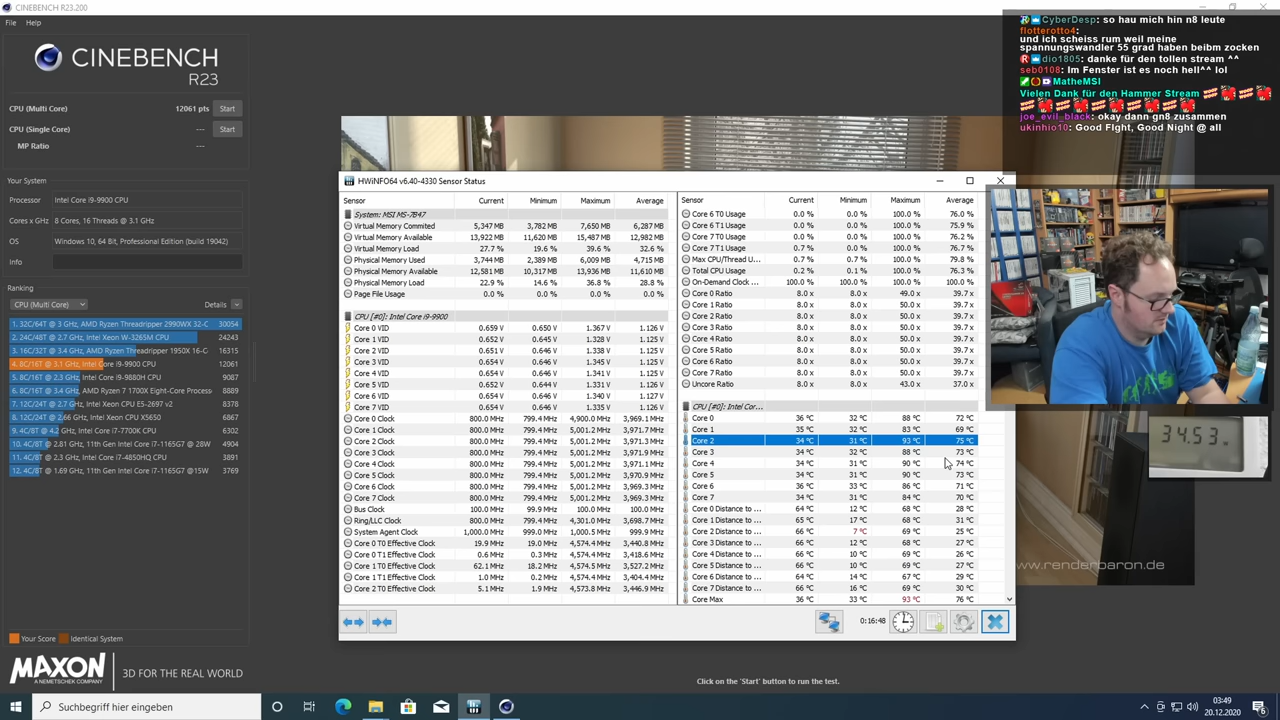 CINEBENCH R23.200
File Help
CINEBENCH
R23
CPU (Multi Core) 12061 pts Start
CPU (Single Core) --- Start
MP Ratio ---
Your System
Processor Intel Core i9-9900 CPU
Cores x GHz 8 Cores, 16 Threads @ 3.1 GHz
OS Windows 10, 64 Bit, Professional Edition (build 19042)
Info
Ranking
CPU (Multi Core) Details
1. 32C/64T @ 3 GHz, AMD Ryzen Threadripper 2990WX 32-C 30054
2. 24C/48T @ 2.7 GHz, Intel Xeon W-3265M CPU 24243
3. 16C/32T @ 3.4 GHz, AMD Ryzen Threadripper 1950X 16-C 16315
4. 8C/16T @ 3.1 GHz, Intel Core i9-9900 CPU 12061
5. 8C/16T @ 2.3 GHz, Intel Core i9-9880H CPU 9087
6. 8C/16T @ 3.4 GHz, AMD Ryzen 7 1700X Eight-Core Proces 8889
7. 12C/24T @ 2.7 GHz, Intel Xeon CPU E5-2697 v2 8378
8. 12C/24T @ 2.66 GHz, Intel Xeon CPU X5650 6867
9. 4C/8T @ 4.2 GHz, Intel Core i7-7700K CPU 6302
10. 4C/8T @ 2.81 GHz, 11th Gen Intel Core i7-1165G7 @ 28W 4904
11. 4C/8T @ 2.3 GHz, Intel Core i7-4850HQ CPU 3891
12. 4C/8T @ 1.69 GHz, 11th Gen Intel Core i7-1165G7 @15W 3769
Your Score Identical System
MAXON
A NEMETSCHEK COMPANY
3D FOR THE REAL WORLD
Click on the 'Start' button to run the test.
HWiNFO64 v6.40-4330 Sensor Status
Sensor Current Minimum Maximum Average
System: MSI MS-7B47
Virtual Memory Commited 5,347 MB 3,782 MB 7,650 MB 6,287 MB
Virtual Memory Available 13,922 MB 11,620 MB 15,487 MB 12,982 MB
Virtual Memory Load 27.7 % 19.6 % 39.6 % 32.6 %
Physical Memory Used 3,744 MB 2,389 MB 6,009 MB 4,715 MB
Physical Memory Available 12,581 MB 10,317 MB 13,936 MB 11,610 MB
Physical Memory Load 22.9 % 14.6 % 36.8 % 28.8 %
Page File Usage 0.0 % 0.0 % 0.0 % 0.0 %
CPU [#0]: Intel Core i9-9900
Core 0 VID 0.659 V 0.650 V 1.367 V 1.126 V
Core 1 VID 0.652 V 0.645 V 1.328 V 1.125 V
Core 2 VID 0.651 V 0.646 V 1.338 V 1.125 V
Core 3 VID 0.654 V 0.646 V 1.341 V 1.125 V
Core 4 VID 0.654 V 0.646 V 1.341 V 1.125 V
Core 5 VID 0.652 V 0.644 V 1.331 V 1.125 V
Core 6 VID 0.654 V 0.646 V 1.340 V 1.127 V
Core 7 VID 0.654 V 0.646 V 1.335 V 1.126 V
Core 0 Clock 800.0 MHz 799.4 MHz 4,900.0 MHz 3,969.1 MHz
Core 1 Clock 800.0 MHz 799.4 MHz 5,001.2 MHz 3,971.7 MHz
Core 2 Clock 800.0 MHz 799.4 MHz 5,001.2 MHz 3,971.3 MHz
Core 3 Clock 800.0 MHz 799.4 MHz 5,001.2 MHz 3,971.9 MHz
Core 4 Clock 800.0 MHz 799.4 MHz 5,001.2 MHz 3,971.9 MHz
Core 5 Clock 800.0 MHz 799.4 MHz 5,001.2 MHz 3,970.9 MHz
Core 6 Clock 800.0 MHz 799.4 MHz 5,001.2 MHz 3,969.3 MHz
Core 7 Clock 800.0 MHz 799.4 MHz 5,001.2 MHz 3,969.3 MHz
Bus Clock 100.0 MHz 99.9 MHz 100.0 MHz 100.0 MHz
Ring/LLC Clock 800.0 MHz 799.4 MHz 4,301.0 MHz 3,698.7 MHz
System Agent Clock 1,000.0 MHz 999.0 MHz 1,000.5 MHz 999.9 MHz
Core 0 T0 Effective Clock 19.9 MHz 19.0 MHz 4,574.4 MHz 3,440.8 MHz
Core 0 T1 Effective Clock 0.6 MHz 0.3 MHz 4,574.4 MHz 3,418.6 MHz
Core 1 T0 Effective Clock 62.1 MHz 18.2 MHz 4,574.5 MHz 3,527.2 MHz
Core 1 T1 Effective Clock 1.0 MHz 0.2 MHz 4,574.2 MHz 3,404.4 MHz
Core 2 T0 Effective Clock 5.1 MHz 1.9 MHz 4,573.8 MHz 3,446.9 MHz
Sensor Current Minimum Maximum Average
Core 6 T0 Usage 0.0 % 0.0 % 100.0 % 76.0 %
Core 6 T1 Usage 0.0 % 0.0 % 100.0 % 75.9 %
Core 7 T0 Usage 0.7 % 0.0 % 100.0 % 76.2 %
Core 7 T1 Usage 0.7 % 0.0 % 100.0 % 76.7 %
Max CPU/Thread U... 0.7 % 0.7 % 100.0 % 79.8 %
Total CPU Usage 0.2 % 0.1 % 100.0 % 76.3 %
On-Demand Clock ... 100.0 % 100.0 % 100.0 % 100.0 %
Core 0 Ratio 8.0 x 8.0 x 49.0 x 39.7 x
Core 1 Ratio 8.0 x 8.0 x 50.0 x 39.7 x
Core 2 Ratio 8.0 x 8.0 x 50.0 x 39.7 x
Core 3 Ratio 8.0 x 8.0 x 50.0 x 39.7 x
Core 4 Ratio 8.0 x 8.0 x 50.0 x 39.7 x
Core 5 Ratio 8.0 x 8.0 x 50.0 x 39.7 x
Core 6 Ratio 8.0 x 8.0 x 50.0 x 39.7 x
Core 7 Ratio 8.0 x 8.0 x 50.0 x 39.7 x
Uncore Ratio 8.0 x 8.0 x 43.0 x 37.0 x
CPU [#0]: Intel Cor...
Core 0 36 °C 32 °C 88 °C 72 °C
Core 1 35 °C 32 °C 83 °C 69 °C
Core 2 34 °C 31 °C 93 °C 75 °C
Core 3 34 °C 32 °C 88 °C 73 °C
Core 4 34 °C 31 °C 90 °C 74 °C
Core 5 34 °C 31 °C 90 °C 73 °C
Core 6 36 °C 33 °C 86 °C 71 °C
Core 7 34 °C 31 °C 84 °C 70 °C
Core 0 Distance to ... 64 °C 12 °C 68 °C 28 °C
Core 1 Distance to ... 65 °C 17 °C 68 °C 31 °C
Core 2 Distance to ... 66 °C 7 °C 69 °C 25 °C
Core 3 Distance to ... 66 °C 12 °C 68 °C 27 °C
Core 4 Distance to ... 66 °C 10 °C 69 °C 26 °C
Core 5 Distance to ... 66 °C 10 °C 69 °C 27 °C
Core 6 Distance to ... 64 °C 14 °C 67 °C 29 °C
Core 7 Distance to ... 66 °C 16 °C 69 °C 30 °C
Core Max 36 °C 33 °C 93 °C 76 °C
0:16:48
CyberDesp: so hau mich hin n8 leute
flotterotto4:
und ich scheiss rum weil meine
spannungswandler 55 grad haben beibm zocken
dio1805: danke für den tollen stream ^^
seb0108: Im Fenster ist es noch hell^^ lol
MatheMSI
Vielen Dank für den Hammer Stream
joe_evil_black: okay dann gn8 zusammen
ukinhio10: Good FIght, Good Night @ all
34.53
www.renderbaron.de
Suchbegriff hier eingeben
03:49
20.12.2020
6